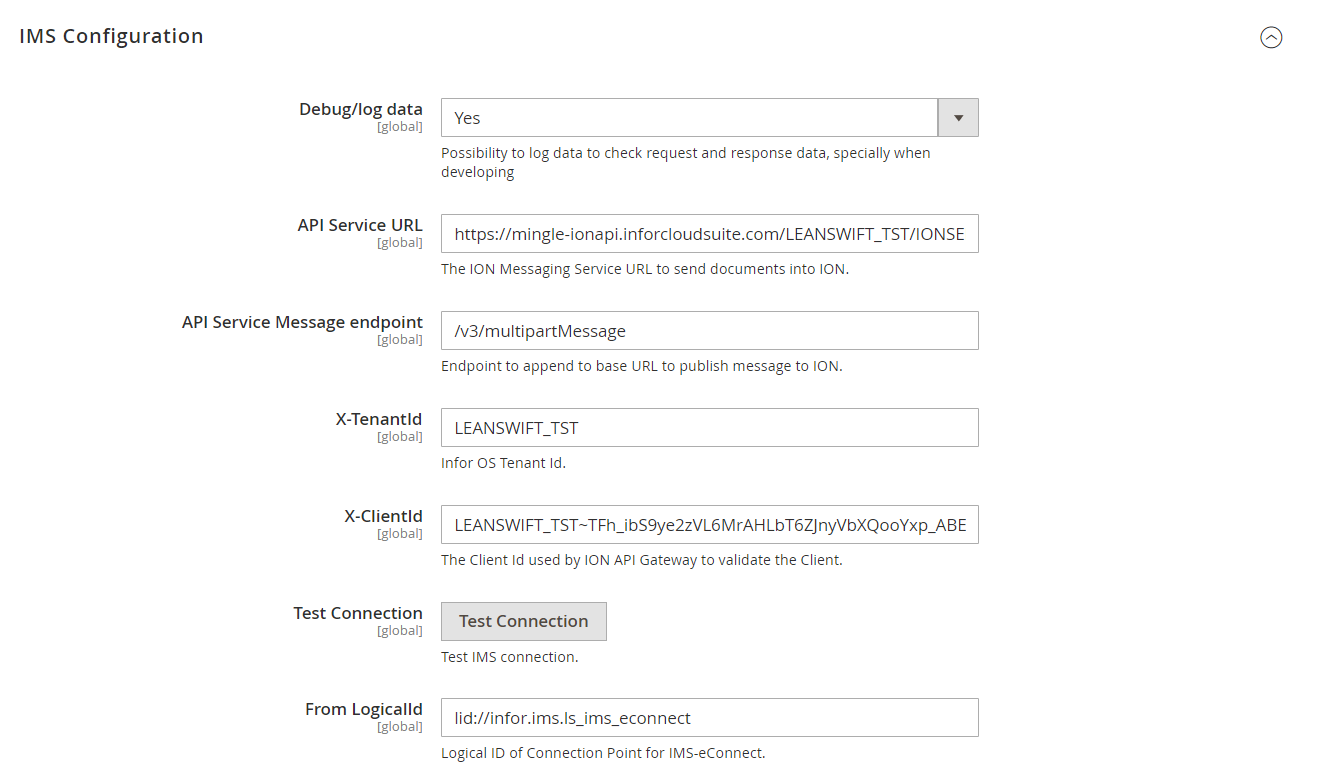 IMS Configuration
Debug/log data
[global]
Yes
Possibility to log data to check request and response data, specially when
developing
API Service URL
[global]
https://mingle-ionapi.inforcloudsuite.com/LEANSWIFT_TST/IONSE
The ION Messaging Service URL to send documents into ION.
API Service Message endpoint
[global]
/v3/multipartMessage
Endpoint to append to base URL to publish message to ION.
X-TenantId
[global]
LEANSWIFT_TST
Infor OS Tenant Id.
X-ClientId
[global]
LEANSWIFT_TST~TFh_ibS9ye2zVL6MrAHLbT6ZJnyVbXQooYxp_ABE
The Client Id used by ION API Gateway to validate the Client.
Test Connection
[global]
Test Connection
Test IMS connection.
From LogicalId
[global]
lid://infor.ims.ls_ims_econnect
Logical ID of Connection Point for IMS-eConnect.